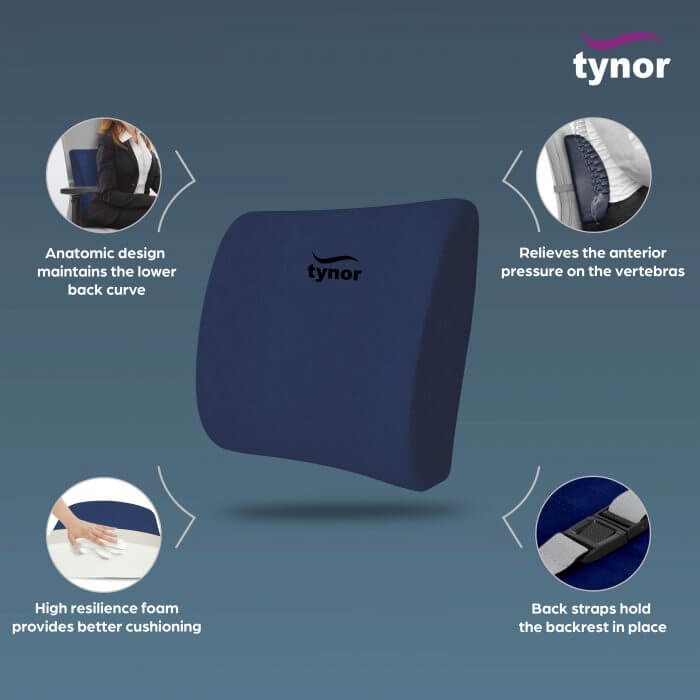 tynor
Anatomic design
maintains the lower
back curve
Relieves the anterior
pressure on the vertebras
tynor
High resilience foam
provides better cushioning
Back straps hold
the backrest in place